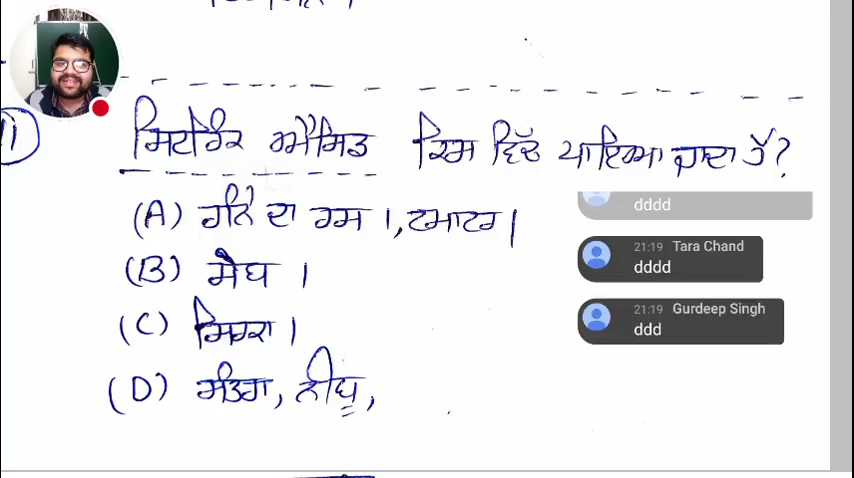 11
ਸਿਟਰਿਕ ਐਸਿਡ ਕਿਸ ਵਿੱਚ ਪਾਇਆ ਜਾਂਦਾ ਹੈ?
(A) ਗੰਨੇ ਦਾ ਰਸ ।, ਟਮਾਟਰ |
(B) ਸੇਬ ।
(C) ਸਿਰਕਾ ।
(D) ਸੰਤਰਾ, ਨੀਬੂ,
dddd
21:19 Tara Chand
dddd
21:19 Gurdeep Singh
ddd